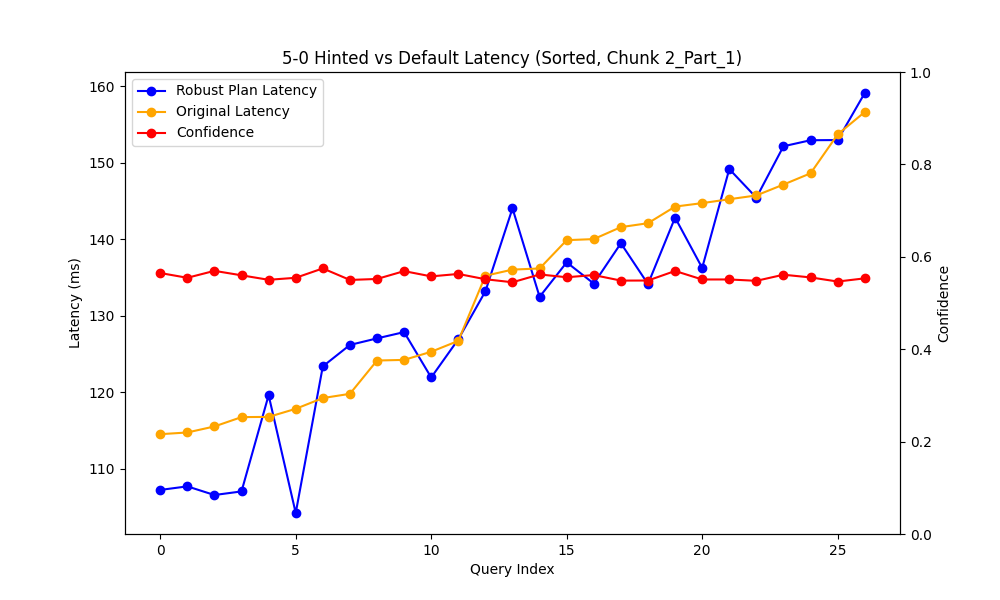 5-0 Hinted vs Default Latency (Sorted, Chunk 2_Part_1)
Robust Plan Latency
Original Latency
Confidence
160
150
140
130
120
110
Latency (ms)
1.0
0.8
0.6
0.4
0.2
0.0
Confidence
0
5
10
15
20
25
Query Index